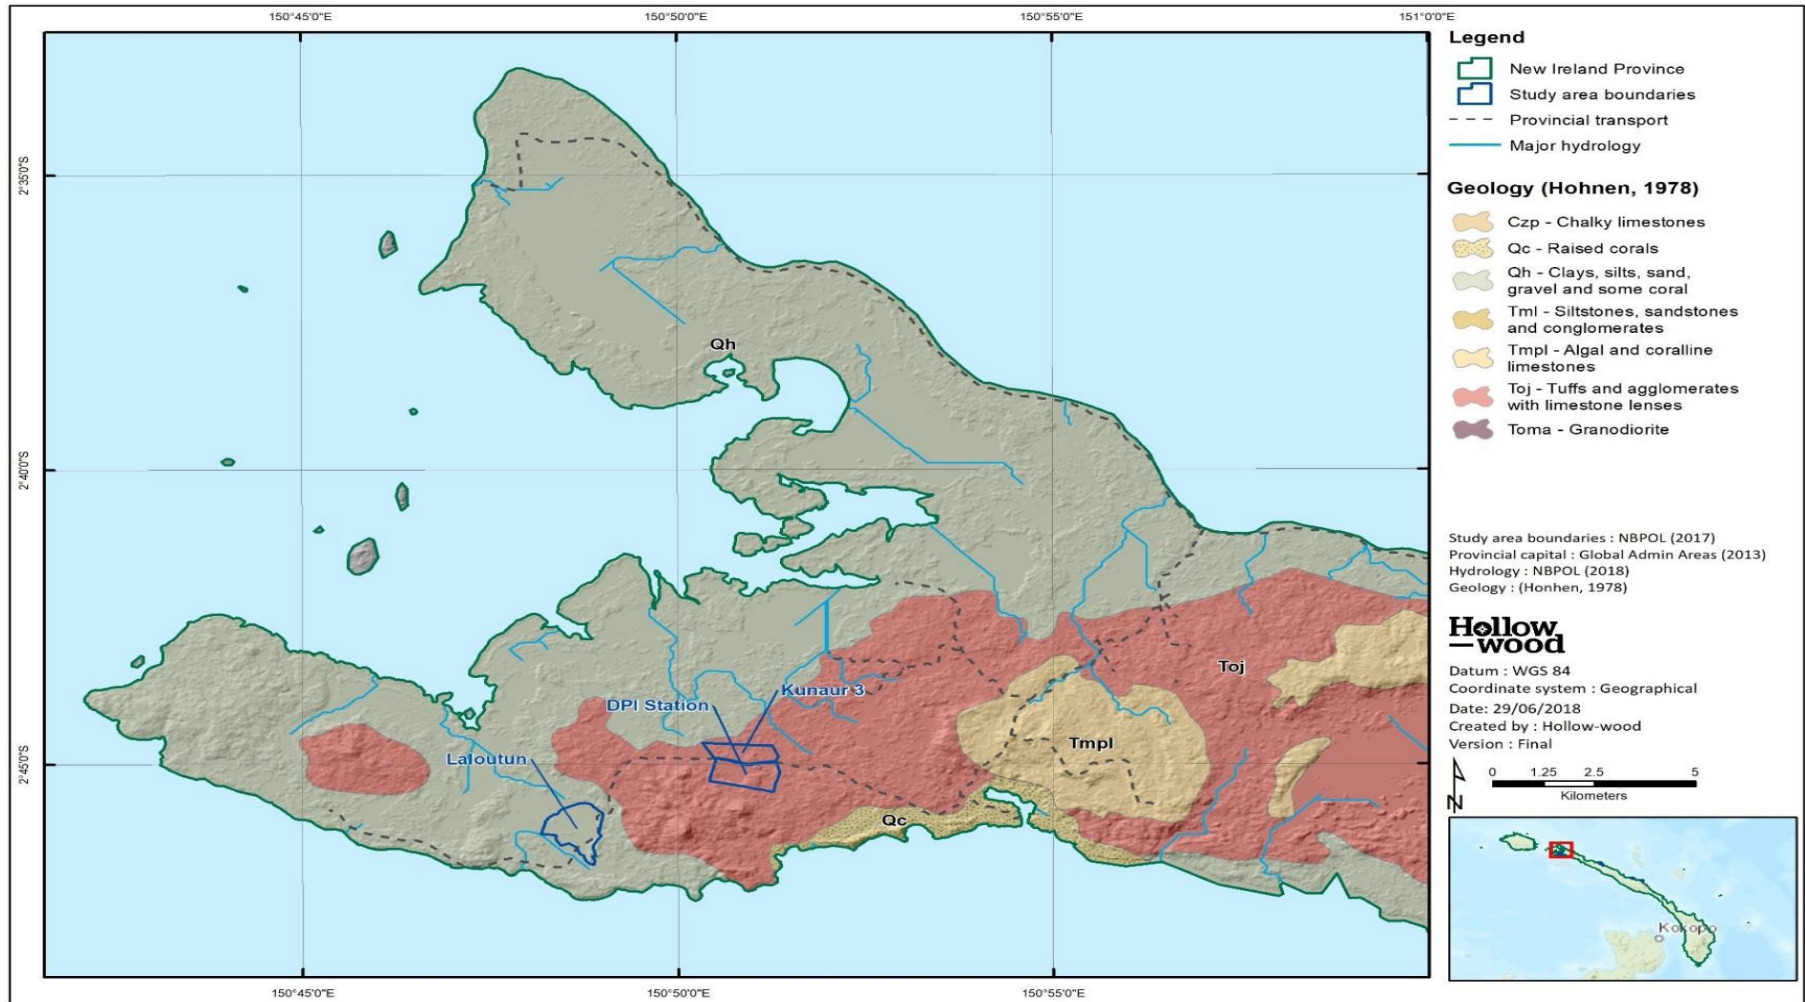 150°45'0"E
150°50'0"E
150°55'0"E
151°0'0"E
2°35'0"S
2°40'0"S
2°45'0"S
Qh
Toj
Kunaur 3
DPI Station
Tmpl
Laloutun
Qc
150°45'0"E
150°50'0"E
150°55'0"E
Legend
New Ireland Province
Study area boundaries
Provincial transport
Major hydrology
Geology (Hohnen, 1978)
Czp - Chalky limestones
Qc - Raised corals
Qh - Clays, silts, sand,
gravel and some coral
Tml - Siltstones, sandstones
and conglomerates
Tmpl - Algal and coralline
limestones
Toj - Tuffs and agglomerates
with limestone lenses
Toma - Granodiorite
Study area boundaries : NBPOL (2017)
Provincial capital : Global Admin Areas (2013)
Hydrology : NBPOL (2018)
Geology : (Honhen, 1978)
Hollow
wood
Datum : WGS 84
Coordinate system : Geographical
Date: 29/06/2018
Created by : Hollow-wood
Version : Final
N
0 1.25 2.5 5
Kilometers
Kokopo